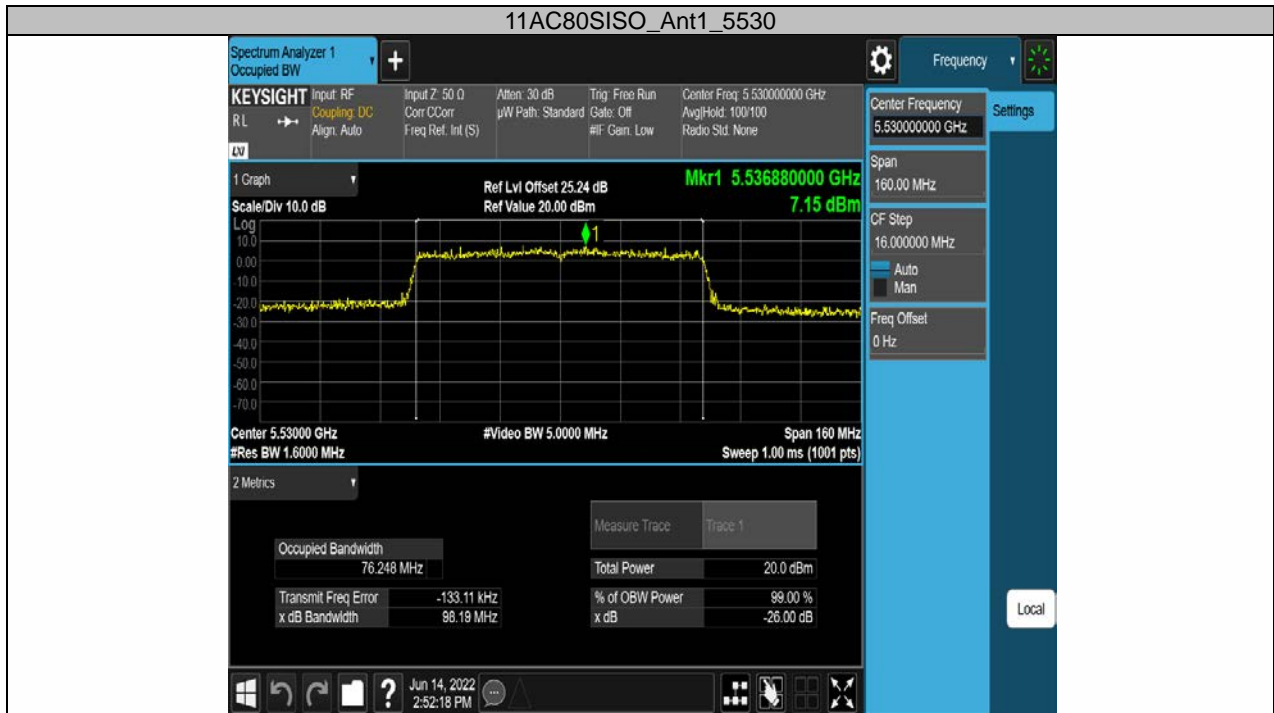 11AC80SISO_Ant1_5530
Spectrum Analyzer 1
Occupied BW
Frequency
KEYSIGHT
RL
LXI
Input: RF
Coupling: DC
Align: Auto
Input Z: 50 Ω
Corr CCorr
Freq Ref: Int (S)
Atten: 30 dB
µW Path: Standard
Trig: Free Run
Gate: Off
#IF Gain: Low
Center Freq: 5.530000000 GHz
Avg|Hold: 100/100
Radio Std: None
Center Frequency
5.530000000 GHz
Settings
Span
160.00 MHz
CF Step
16.000000 MHz
Auto
Man
Freq Offset
0 Hz
Local
1 Graph
Scale/Div 10.0 dB
Ref Lvl Offset 25.24 dB
Ref Value 20.00 dBm
Mkr1 5.536880000 GHz
7.15 dBm
Log
10.0
0.00
-10.0
-20.0
-30.0
-40.0
-50.0
-60.0
-70.0
1
Center 5.53000 GHz
#Video BW 5.0000 MHz
Span 160 MHz
#Res BW 1.6000 MHz
Sweep 1.00 ms (1001 pts)
2 Metrics
Measure Trace
Trace 1
Occupied Bandwidth
76.248 MHz
Total Power
20.0 dBm
Transmit Freq Error
-133.11 kHz
% of OBW Power
99.00 %
x dB Bandwidth
98.19 MHz
x dB
-26.00 dB
?
Jun 14, 2022
2:52:18 PM